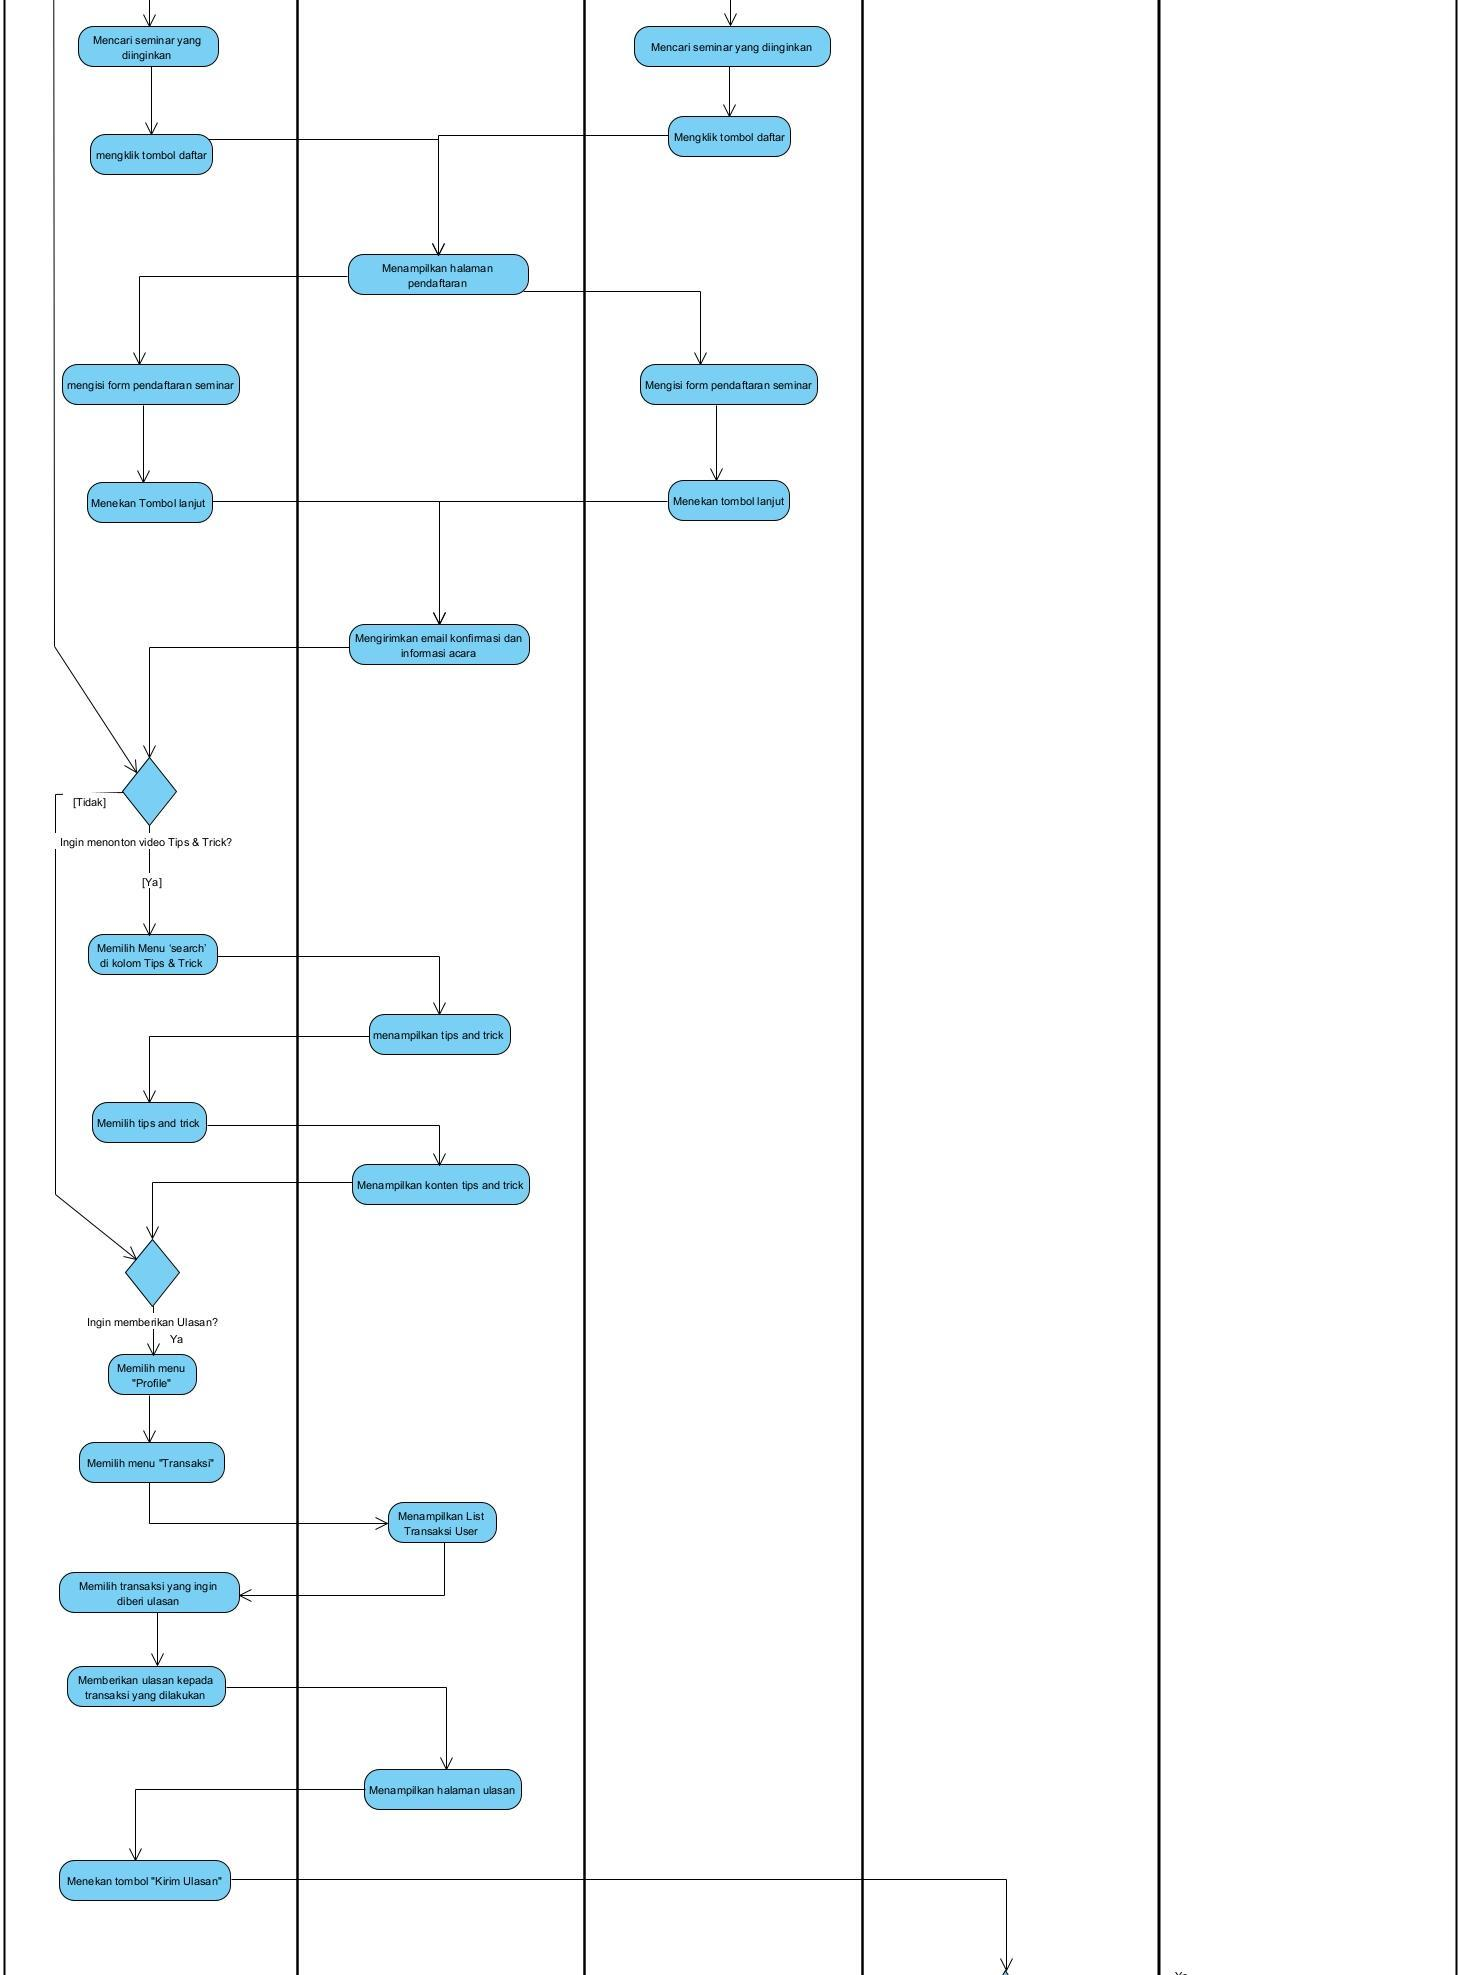 Mencari seminar yang
diinginkan
Mencari seminar yang diinginkan
mengklik tombol daftar
Mengklik tombol daftar
Menampilkan halaman
pendaftaran
mengisi form pendaftaran seminar
Mengisi form pendaftaran seminar
Menekan Tombol lanjut
Menekan tombol lanjut
Mengirimkan email konfirmasi dan
informasi acara
[Tidak]
Ingin menonton video Tips & Trick?
[Ya]
Memilih Menu 'search'
di kolom Tips & Trick
menampilkan tips and trick
Memilih tips and trick
Menampilkan konten tips and trick
Ingin memberikan Ulasan?
Ya
Memilih menu
"Profile"
Memilih menu "Transaksi"
Menampilkan List
Transaksi User
Memilih transaksi yang ingin
diberi ulasan
Memberikan ulasan kepada
transaksi yang dilakukan
Menampilkan halaman ulasan
Menekan tombol "Kirim Ulasan"